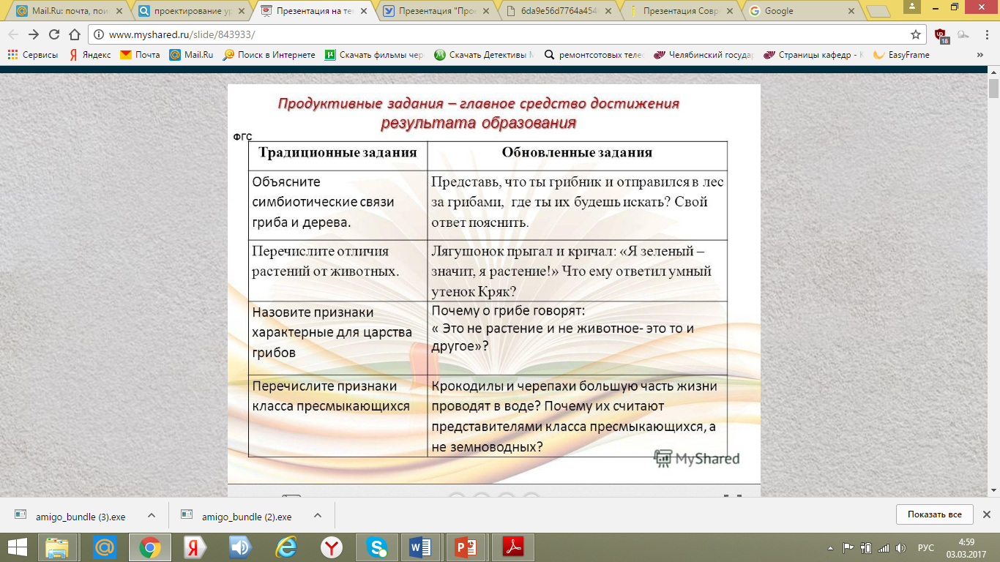 Mail.Ru: почта, пои
проектирование ур
Презентация на те
Презентация "Прое
6da9e56d7764a454
Презентация Совр
Google
www.myshared.ru/slide/843933/
18
Сервисы
Яндекс
Почта
Mail.Ru
Поиск в Интернете
Скачать фильмы чер
Скачать Детективы М
ремонтсотовых теле
Челябинский государ
Страницы кафедр - К
EasyFrame
»
Продуктивные задания – главное средство достижения
результата образования
ФГС
Традиционные задания
Обновленные задания
Объясните
симбиотические связи
гриба и дерева.
Представь, что ты грибник и отправился в лес
за грибами, где ты их будешь искать? Свой
ответ пояснить.
Перечислите отличия
растений от животных.
Лягушонок прыгал и кричал: «Я зеленый –
значит, я растение!» Что ему ответил умный
утенок Кряк?
Назовите признаки
характерные для царства
грибов
Почему о грибе говорят:
« Это не растение и не животное- это то и
другое»?
Перечислите признаки
класса пресмыкающихся
Крокодилы и черепахи большую часть жизни
проводят в воде? Почему их считают
представителями класса пресмыкающихся, а
не земноводных?
MyShared
amigo_bundle (3).exe
amigo_bundle (2).exe
Показать все
РУС
4:59
03.03.2017